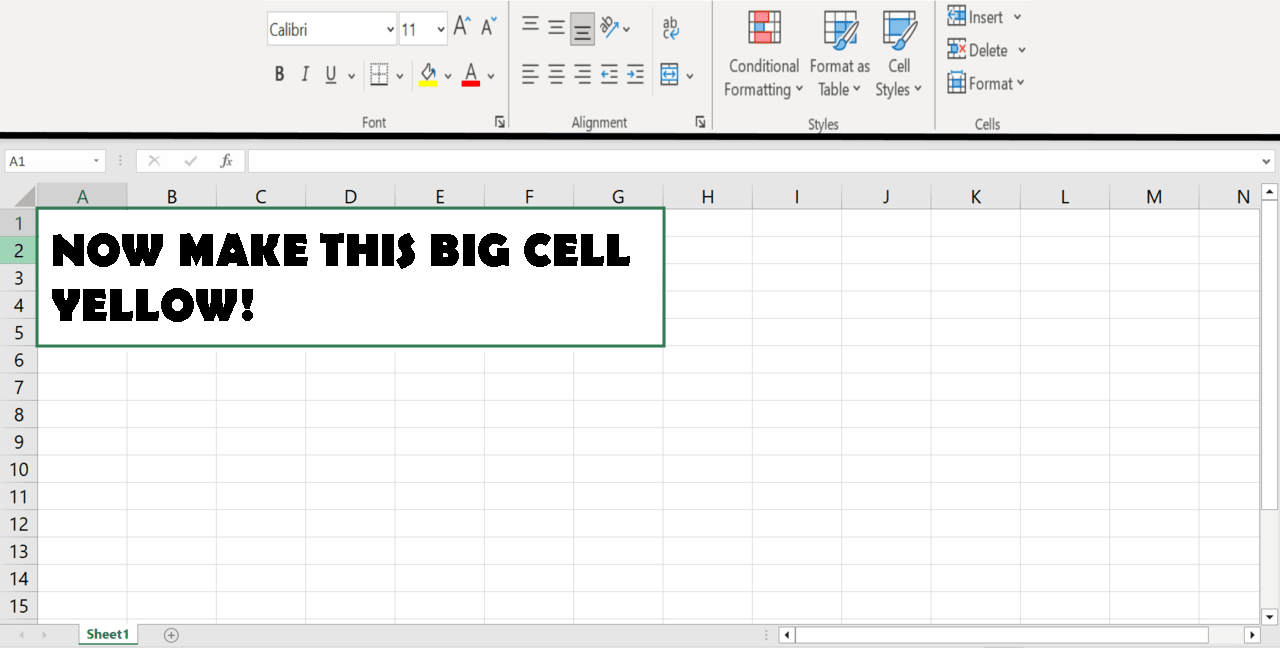 Calibri 11
B I U A
Font
ab
c
Alignment
Conditional Formatting
Format as Table
Cell Styles
Styles
Insert
Delete
Format
Cells
A1 fx
A B C D E F G H I J K L M N
1
2
3
4
5
6
7
8
9
10
11
12
13
14
15
NOW MAKE THIS BIG CELL
YELLOW!
Sheet1